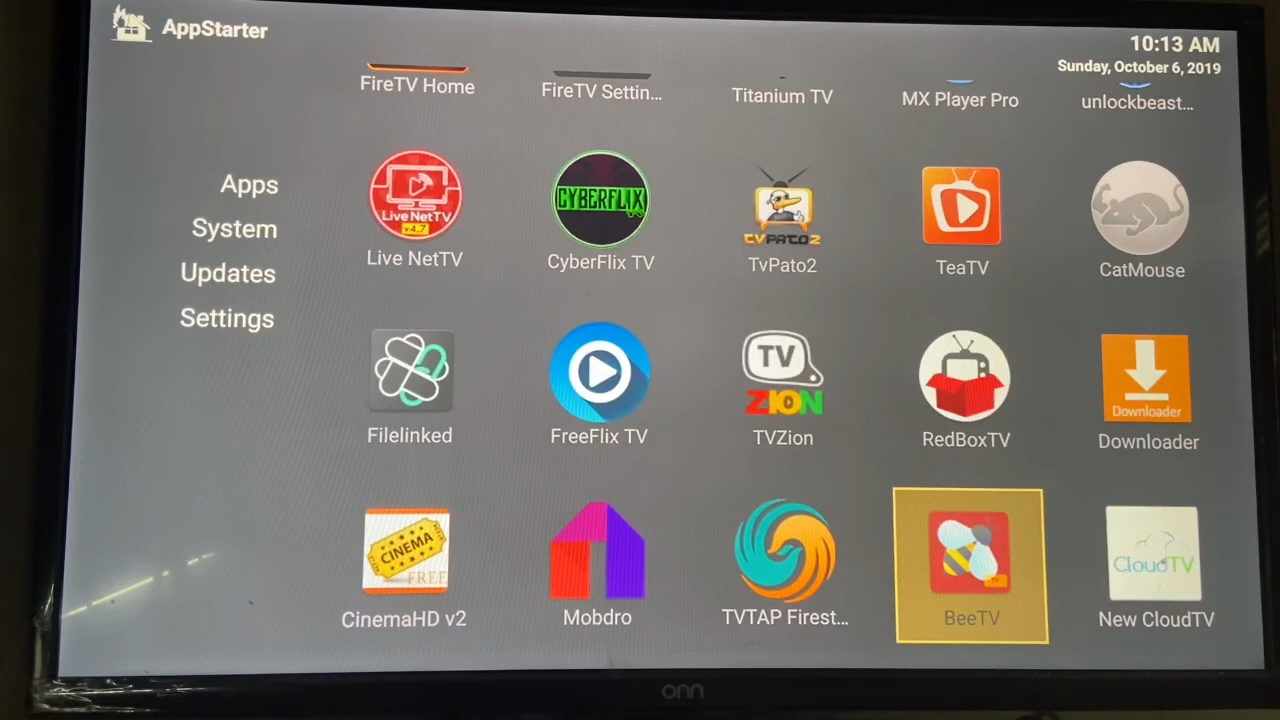 AppStarter
10:13 AM
Sunday, October 6, 2019
FireTV Home
FireTV Settin...
Titanium TV
MX Player Pro
unlockbeast...
Apps
System
Updates
Settings
Live NetTV
v4.7
Live NetTV
CYBERFLIX
TV
CyberFlix TV
TVPATO2
TvPato2
TeaTV
CatMouse
Filelinked
FreeFlix TV
TV
ZION
TVZion
RedBoxTV
Downloader
Downloader
CINEMA
FREE
CinemaHD v2
Mobdro
TVTAP Firest...
BeeTV
CloudTV
New CloudTV
onn